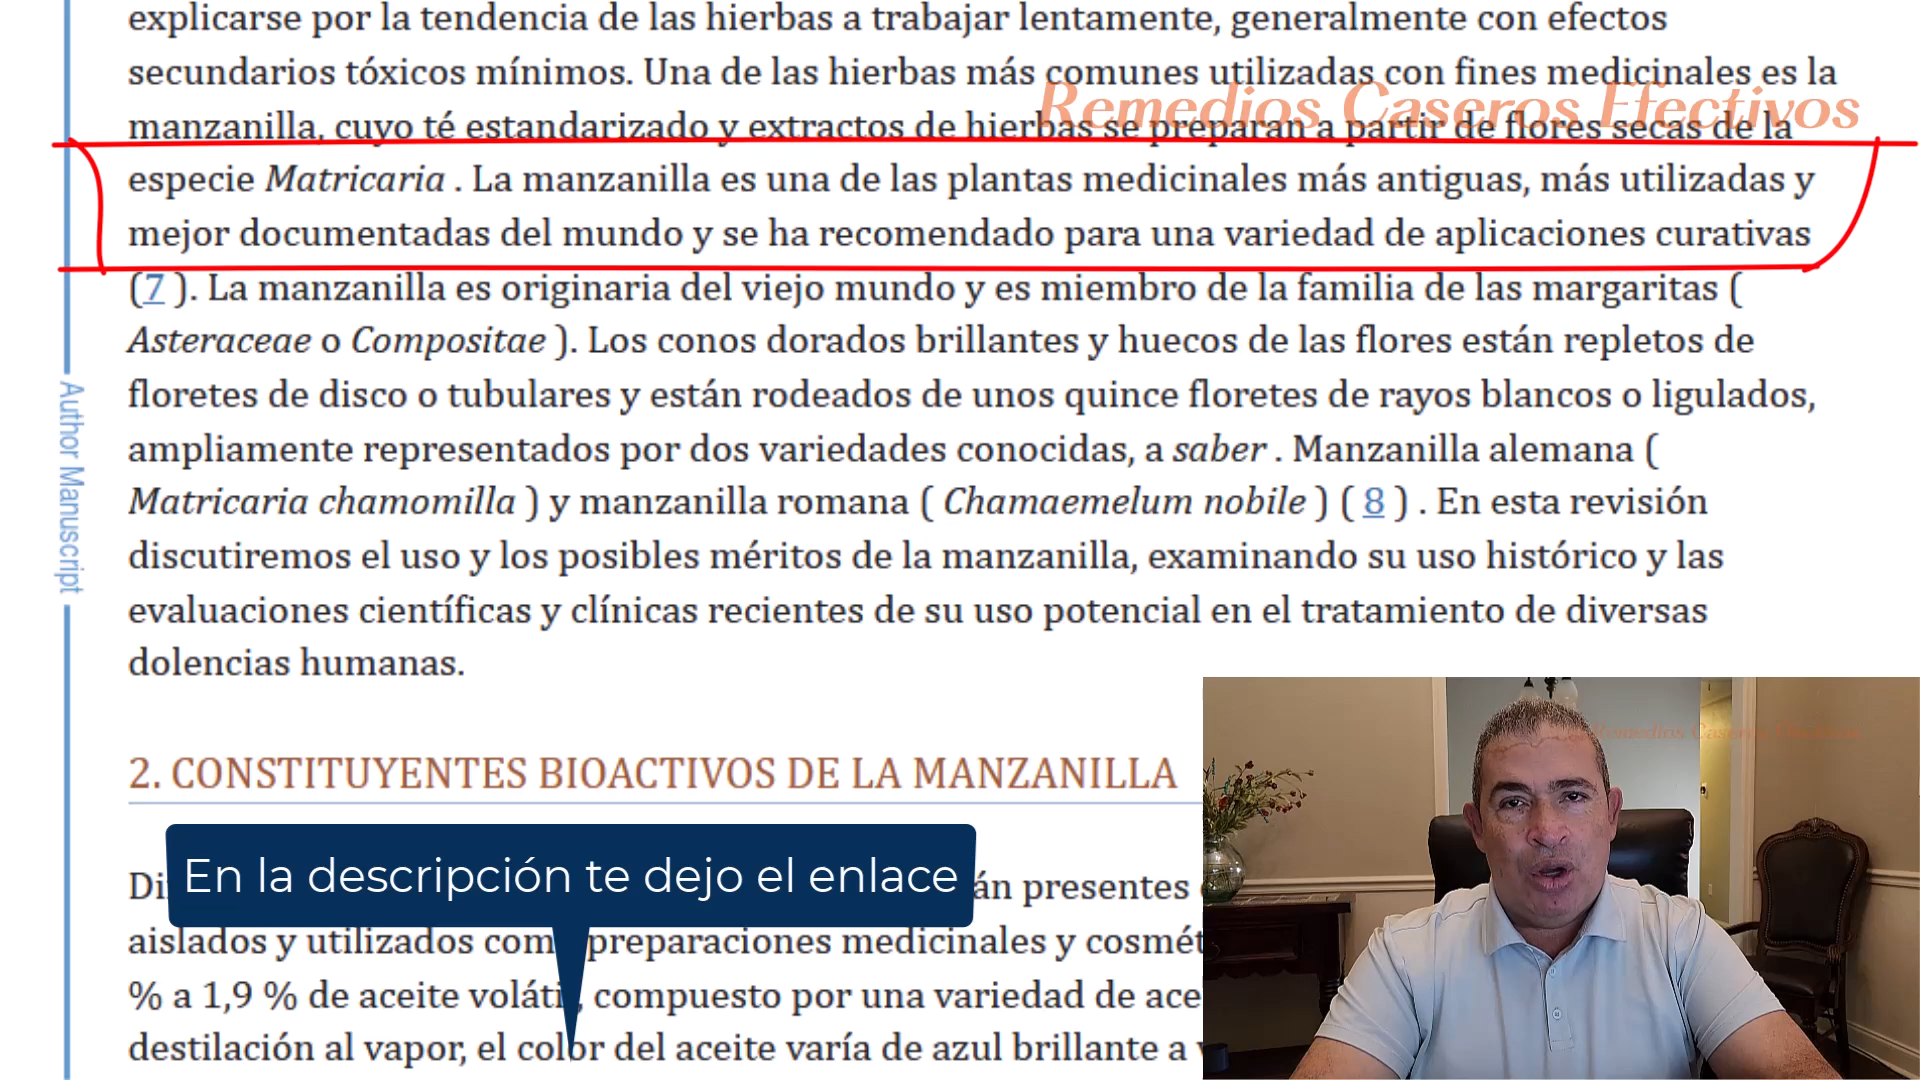 explicarse por la tendencia de las hierbas a trabajar lentamente, generalmente con efectos
secundarios tóxicos mínimos. Una de las hierbas más comunes utilizadas con fines medicinales es la
Remedios Caseros Efectivos
manzanilla, cuyo té estandarizado y extractos de hierbas se preparan a partir de flores secas de la
especie Matricaria . La manzanilla es una de las plantas medicinales más antiguas, más utilizadas y
mejor documentadas del mundo y se ha recomendado para una variedad de aplicaciones curativas
(7 ). La manzanilla es originaria del viejo mundo y es miembro de la familia de las margaritas (
Asteraceae o Compositae ). Los conos dorados brillantes y huecos de las flores están repletos de
floretes de disco o tubulares y están rodeados de unos quince floretes de rayos blancos o ligulados,
ampliamente representados por dos variedades conocidas, a saber . Manzanilla alemana (
Matricaria chamomilla ) y manzanilla romana ( Chamaemelum nobile ) ( 8 ) . En esta revisión
discutiremos el uso y los posibles méritos de la manzanilla, examinando su uso histórico y las
evaluaciones científicas y clínicas recientes de su uso potencial en el tratamiento de diversas
dolencias humanas.
Author Manuscript
Remedios Caseros Efectivos
2. CONSTITUYENTES BIOACTIVOS DE LA MANZANILLA
En la descripción te dejo el enlace
presentes
aislados y utilizados preparaciones medicinales y
% a 1,9 % de aceite compuesto por una variedad de
destilación al vapor, el color del aceite varía de azul brillante a